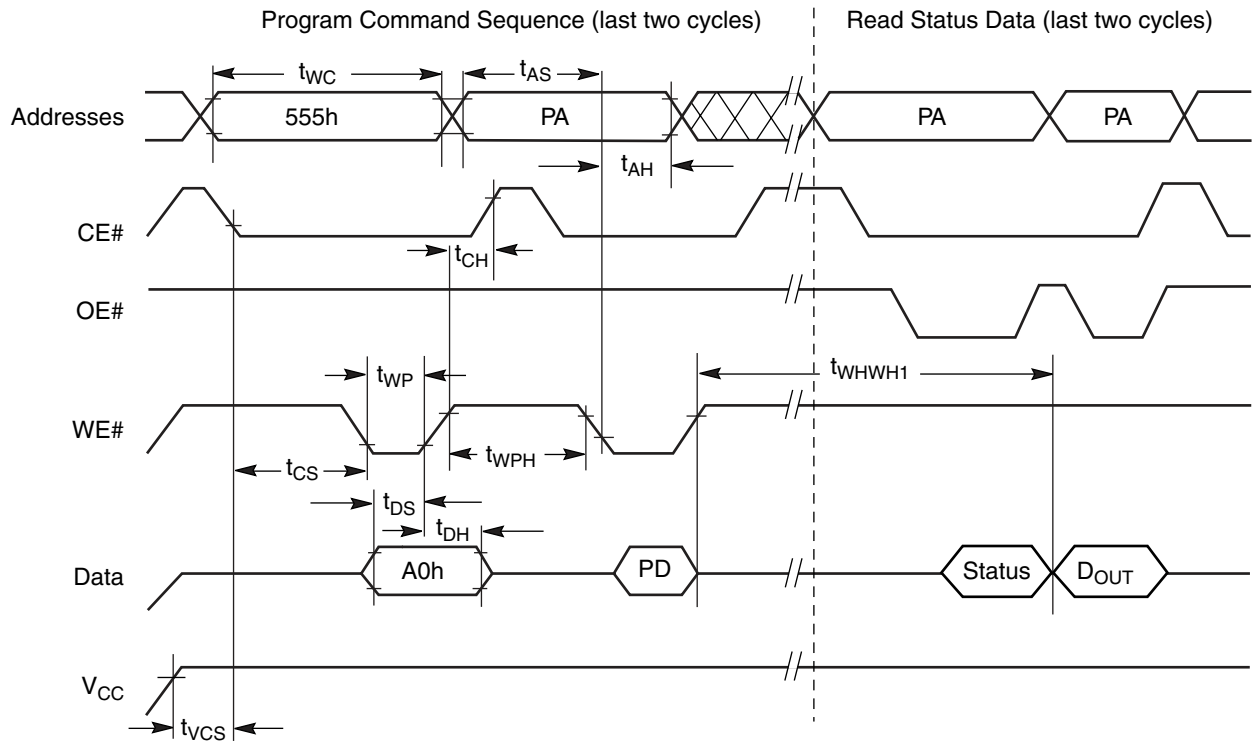 Program Command Sequence (last two cycles)
Read Status Data (last two cycles)
tWC
tAS
Addresses
555h
PA
PA
PA
tAH
CE#
tCH
OE#
tWP
tWHWH1
WE#
tCS
tWPH
tDS
tDH
Data
A0h
PD
Status
DOUT
VCC
tVCS